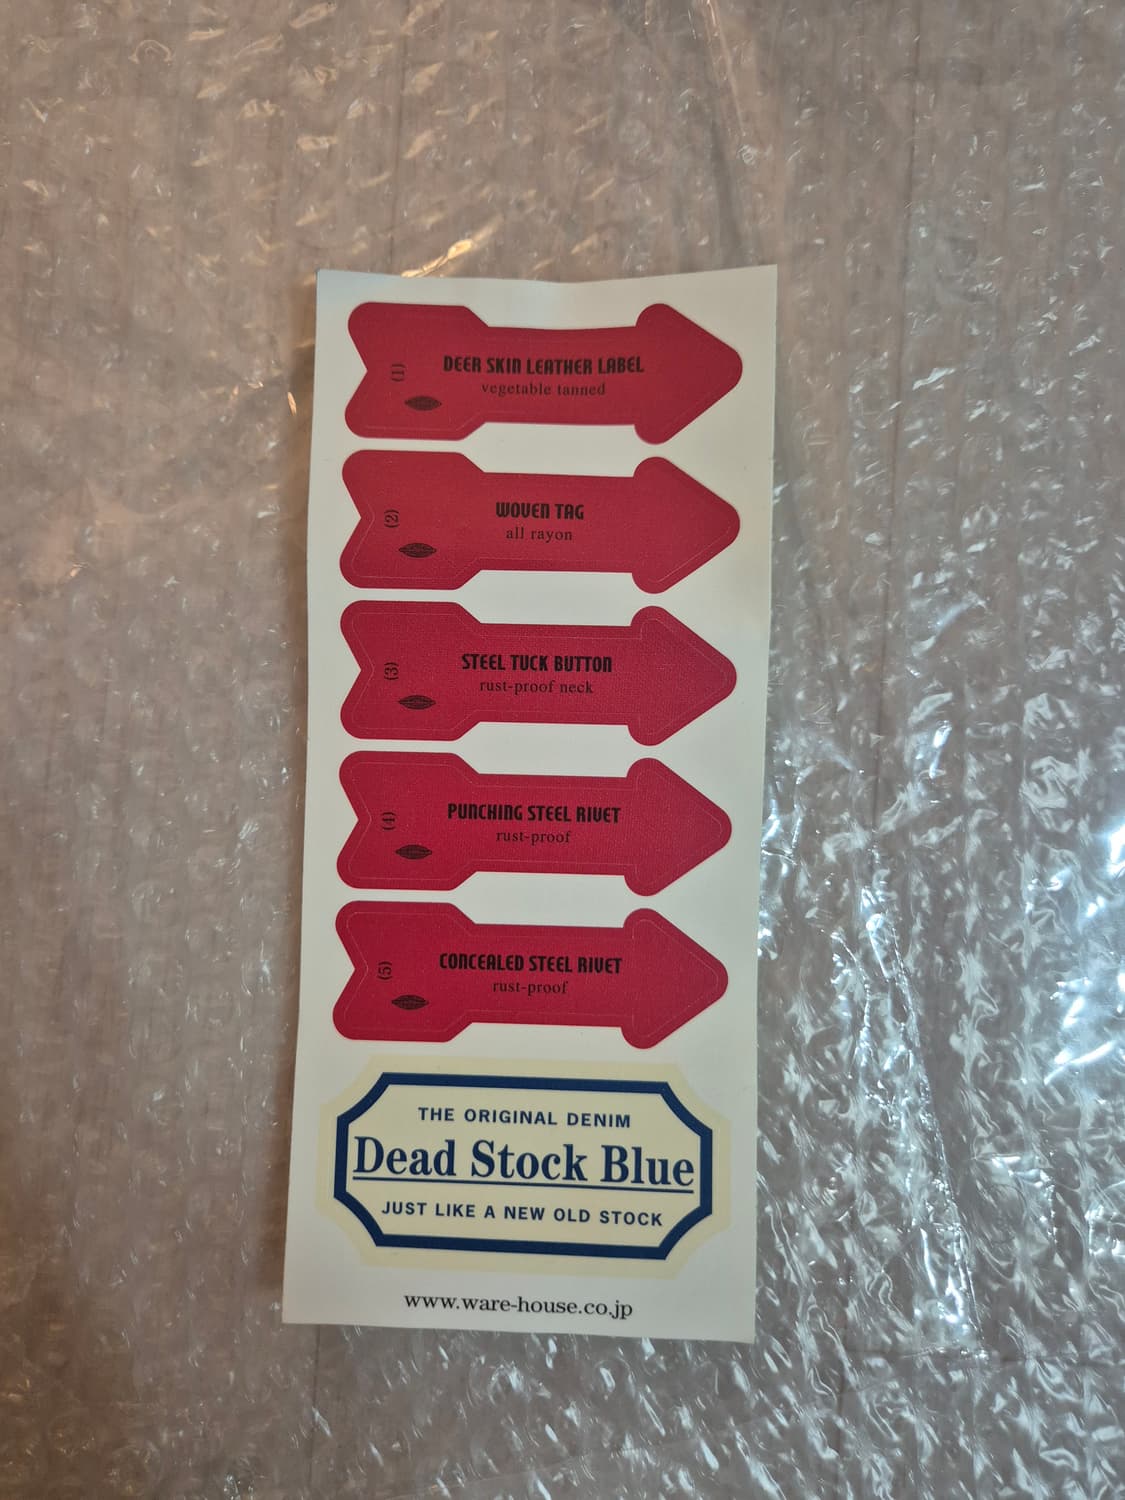 (1)
DEER SKIN LEATHER LABEL
vegetable tanned
(2)
WOVEN TAG
all rayon
(3)
STEEL TUCK BUTTON
rust-proof neck
(4)
PUNCHING STEEL RIVET
rust-proof
(5)
CONCEALED STEEL RIVET
rust-proof
THE ORIGINAL DENIM
Dead Stock Blue
JUST LIKE A NEW OLD STOCK
www.ware-house.co.jp